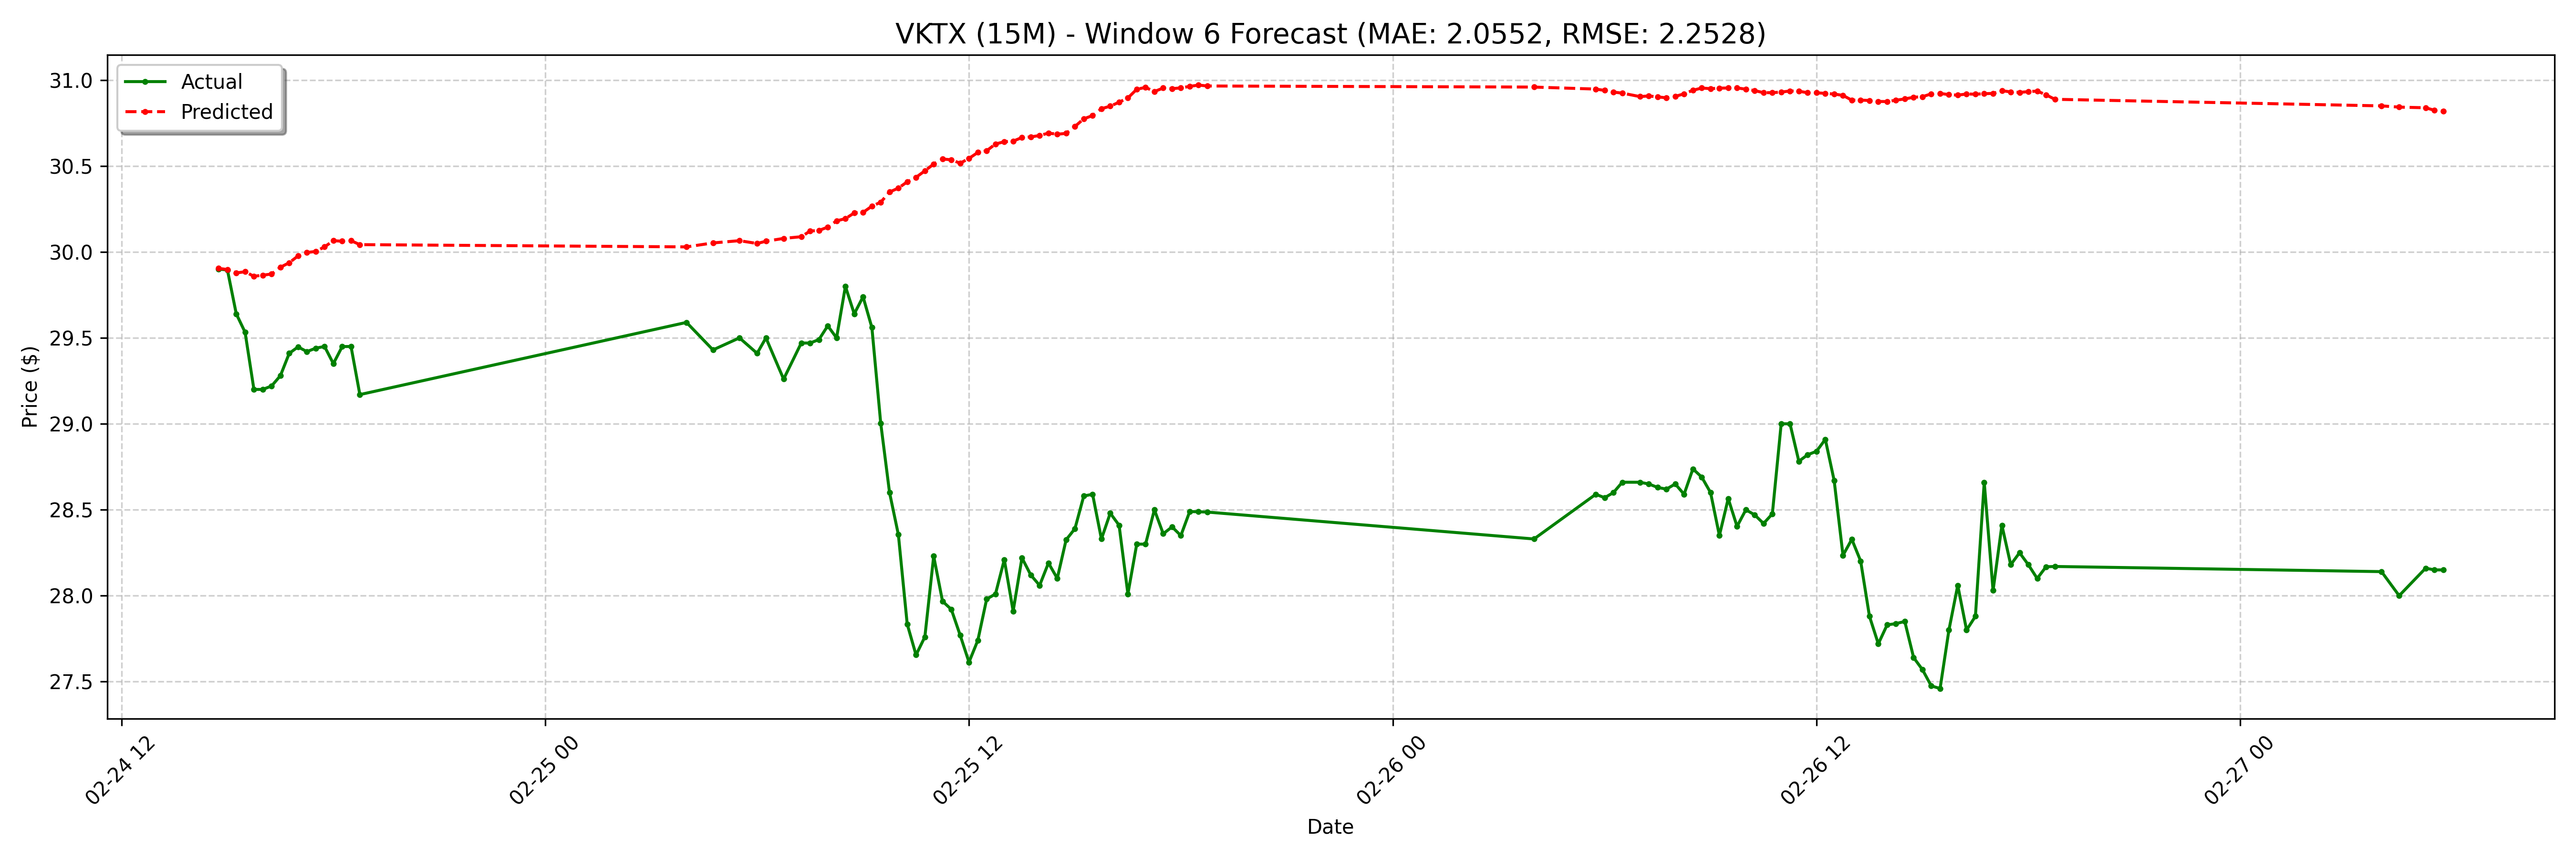 VKTX (15M) - Window 6 Forecast (MAE: 2.0552, RMSE: 2.2528)
Actual
Predicted
Price ($)
31.0
30.5
30.0
29.5
29.0
28.5
28.0
27.5
02-24 12
02-25 00
02-25 12
02-26 00
02-26 12
02-27 00
Date